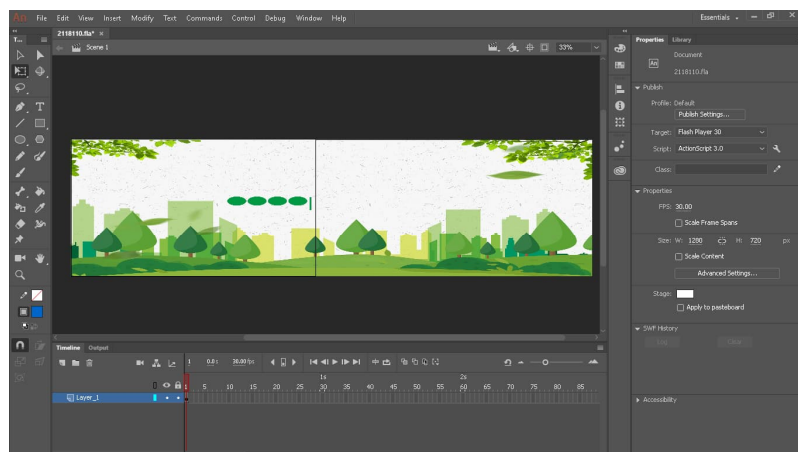 An File Edit View Insert Modify Text Commands Control Debug Window Help Essentials
2118110.fla* ×
T...
Scene 1 33%
Properties Library
Document
An
2118110.fla
Publish
Profile: Default
Publish Settings...
Target: Flash Player 30
Script: ActionScript 3.0
Class:
Properties
FPS: 30.00
Scale Frame Spans
Size: W: 1280 H: 720 px
Scale Content
Advanced Settings...
Stage:
Apply to pasteboard
SWF History
Log Clear
Accessibility
Timeline Output
1 0.0 s 30.00 fps
1s 2s
1 5 10 15 20 25 30 35 40 45 50 55 60 65 70 75 80 85
Layer_1